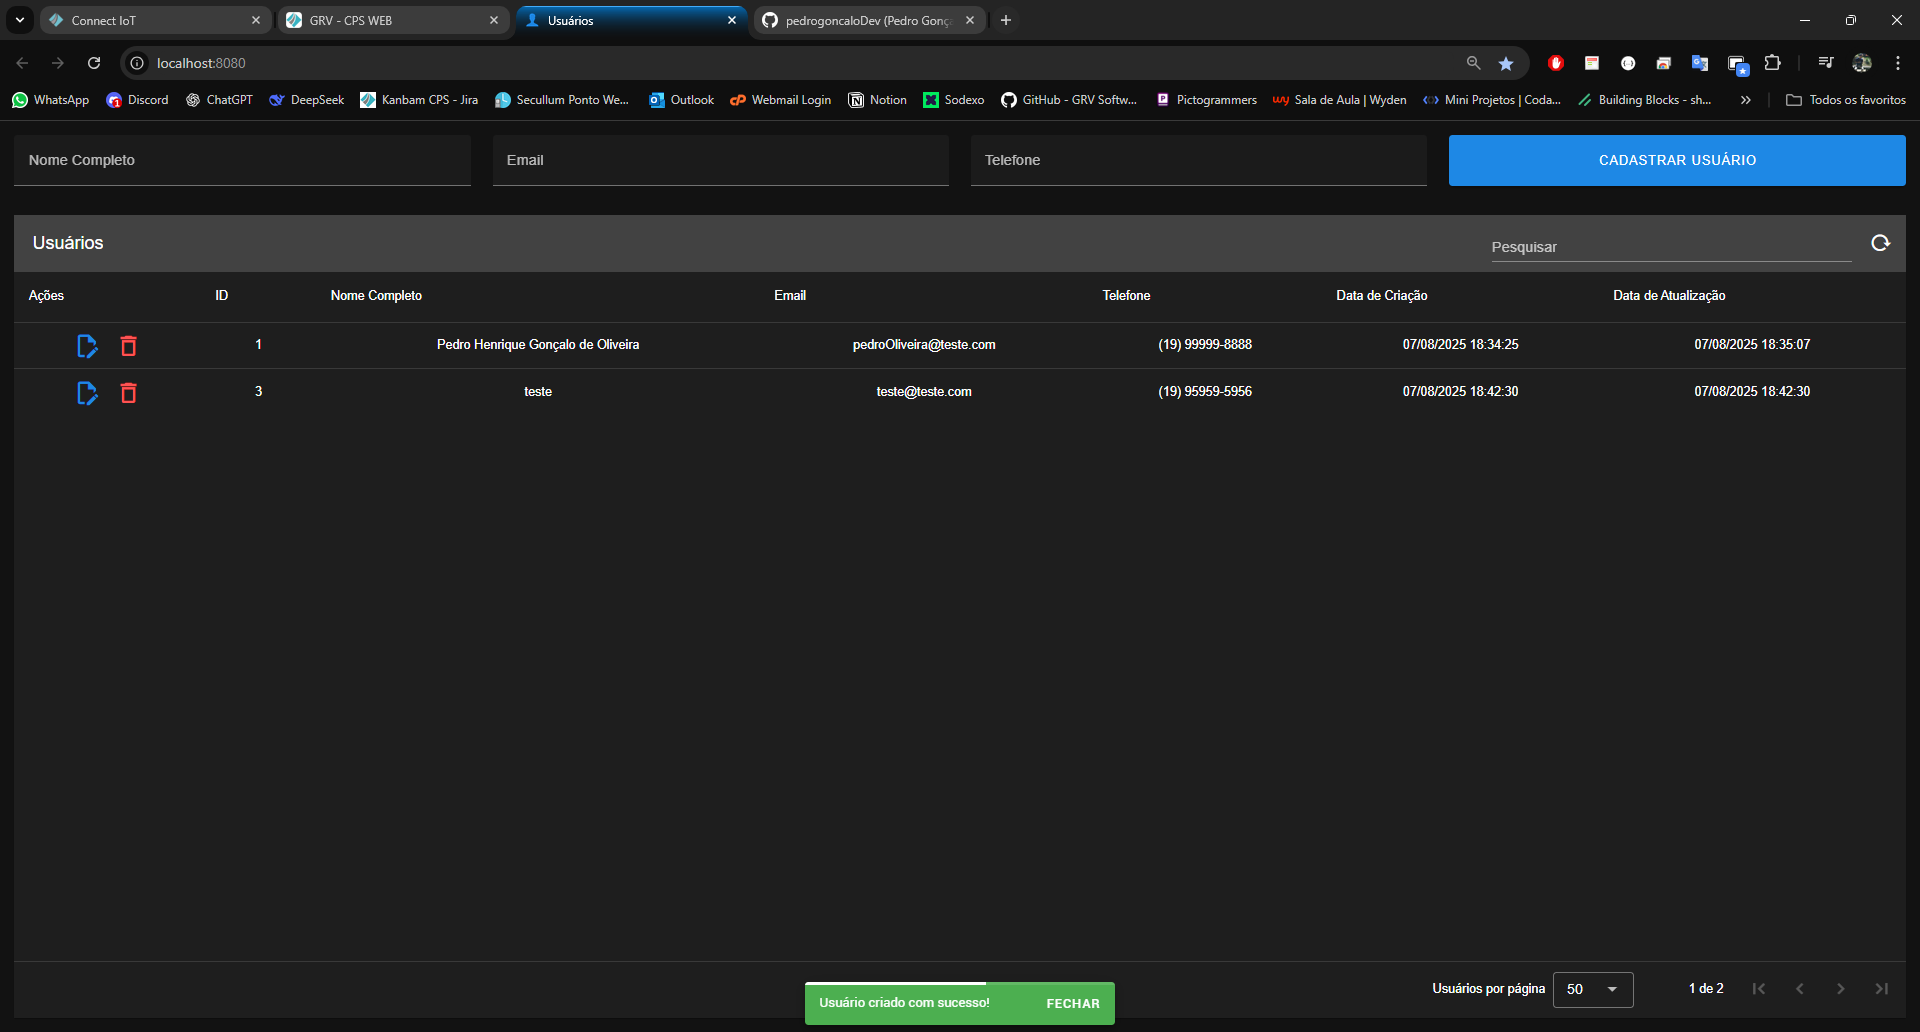 Connect IoT
GRV - CPS WEB
Usuários
pedrogoncaloDev (Pedro Gonça
localhost:8080
WhatsApp
Discord
ChatGPT
DeepSeek
Kanbam CPS - Jira
Secullum Ponto We...
Outlook
Webmail Login
Notion
Sodexo
GitHub - GRV Softw...
Pictogrammers
Sala de Aula | Wyden
Mini Projetos | Coda...
Building Blocks - sh...
Todos os favoritos
Nome Completo
Email
Telefone
CADASTRAR USUÁRIO
Usuários
Pesquisar
Ações ID Nome Completo Email Telefone Data de Criação Data de Atualização
1 Pedro Henrique Gonçalo de Oliveira pedroOliveira@teste.com (19) 99999-8888 07/08/2025 18:34:25 07/08/2025 18:35:07
3 teste teste@teste.com (19) 95959-5956 07/08/2025 18:42:30 07/08/2025 18:42:30
Usuários por página 50 1 de 2
Usuário criado com sucesso! FECHAR